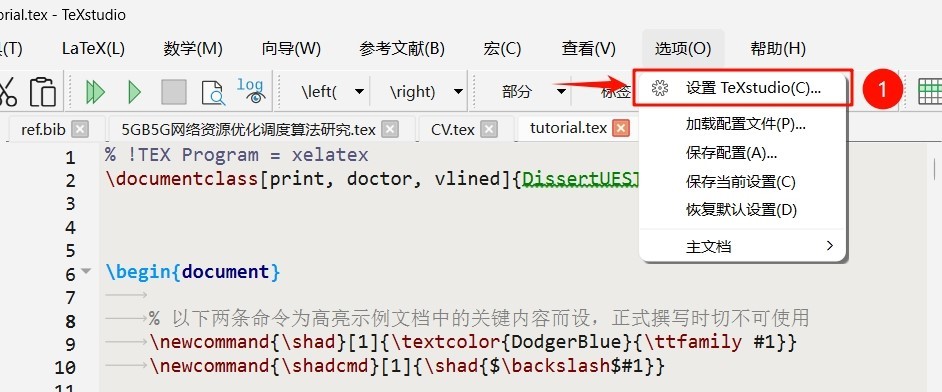 orial.tex - TeXstudio
(T) LaTeX(L) 数学(M) 向导(W) 参考文献(B) 宏(C) 查看(V) 选项(O) 帮助(H)
log \left( \right) 部分 标签 设置 TeXstudio(C)... 1
加载配置文件(P)...
保存配置(A)...
保存当前设置(C)
恢复默认设置(D)
主文档
ref.bib 5GB5G网络资源优化调度算法研究.tex CV.tex tutorial.tex
1 % !TEX Program = xelatex
2 \documentclass[print, doctor, vlined]{DissertUEST
3
4
5
6 \begin{document}
7
8 % 以下两条命令为高亮示例文档中的关键内容而设，正式撰写时切不可使用
9 \newcommand{\shad}[1]{\textcolor{DodgerBlue}{\ttfamily #1}}
10 \newcommand{\shadcmd}[1]{\shad{$\backslash$#1}}
11